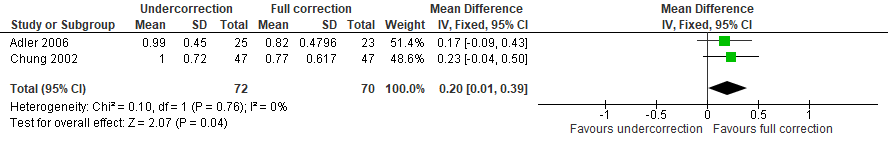 Undercorrection Full correction Mean Difference Mean Difference
Study or Subgroup Mean SD Total Mean SD Total Weight IV, Fixed, 95% CI IV, Fixed, 95% CI
Adler 2006 0.99 0.45 25 0.82 0.4796 23 51.4% 0.17 [-0.09, 0.43]
Chung 2002 1 0.72 47 0.77 0.617 47 48.6% 0.23 [-0.04, 0.50]
Total (95% CI) 72 70 100.0% 0.20 [0.01, 0.39]
Heterogeneity: Chi² = 0.10, df = 1 (P = 0.76); I² = 0%
Test for overall effect: Z = 2.07 (P = 0.04)
-1 -0.5 0 0.5 1
Favours undercorrection Favours full correction